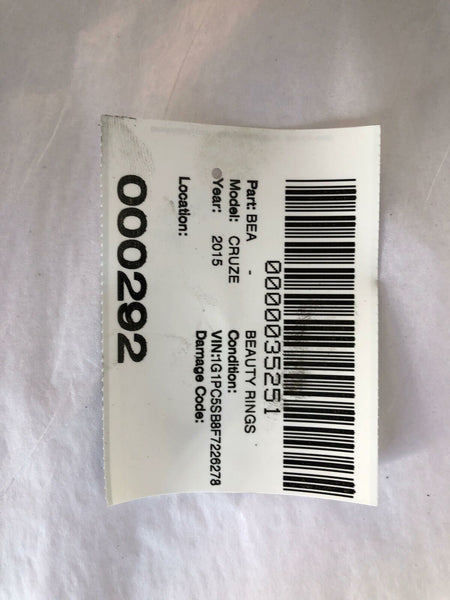 0000035251
Part: BEA - BEAUTY RINGS
Model: CRUZE Condition:
Year: 2015 VIN:1G1PC5SB8F7226278
Damage Code:
Location:
000292